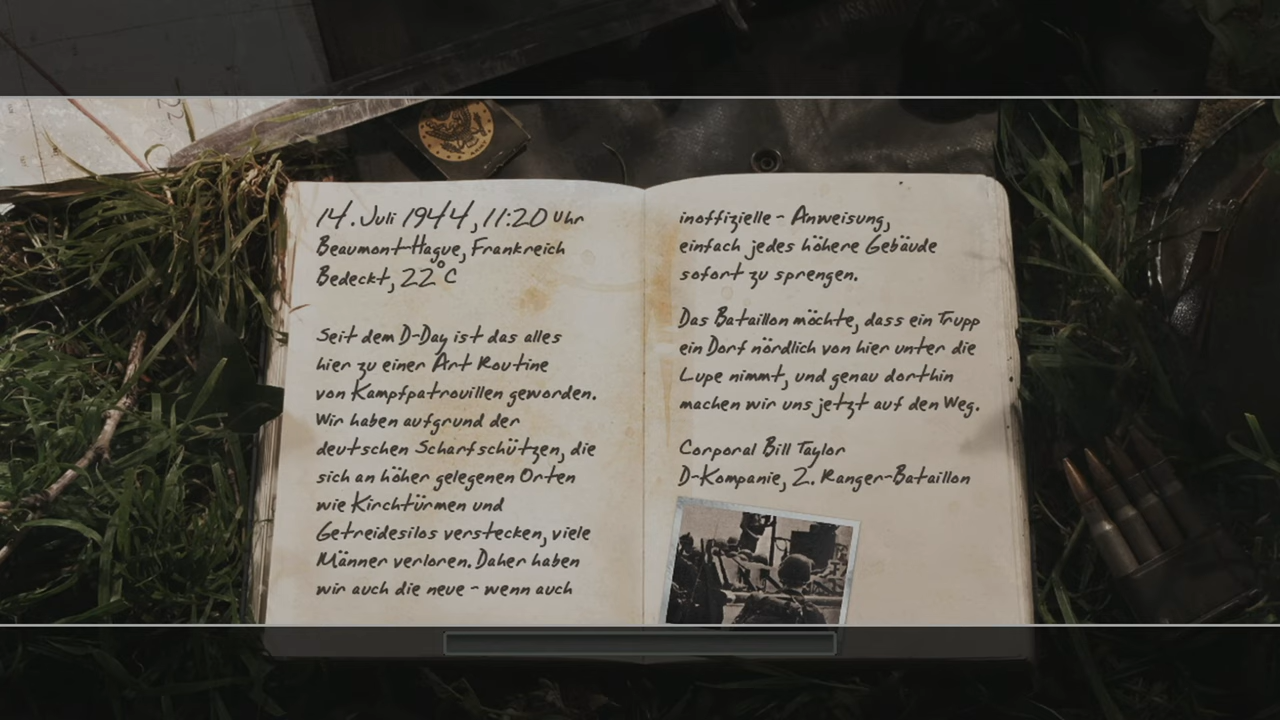 14. Juli 1944, 11:20 Uhr
Beaumont-Hague, Frankreich
Bedeckt, 22°C
Seit dem D-Day ist das alles
hier zu einer Art Routine
von Kampfpatrouillen geworden.
Wir haben aufgrund der
deutschen Scharfschützen, die
sich an höher gelegenen Orten
wie Kirchtürmen und
Getreidesilos verstecken, viele
Männer verloren. Daher haben
wir auch die neue - wenn auch
inoffizielle - Anweisung,
einfach jedes höhere Gebäude
sofort zu sprengen.
Das Bataillon möchte, dass ein Trupp
ein Dorf nördlich von hier unter die
Lupe nimmt, und genau dorthin
machen wir uns jetzt auf den Weg.
Corporal Bill Taylor
D-Kompanie, 2. Ranger-Bataillon